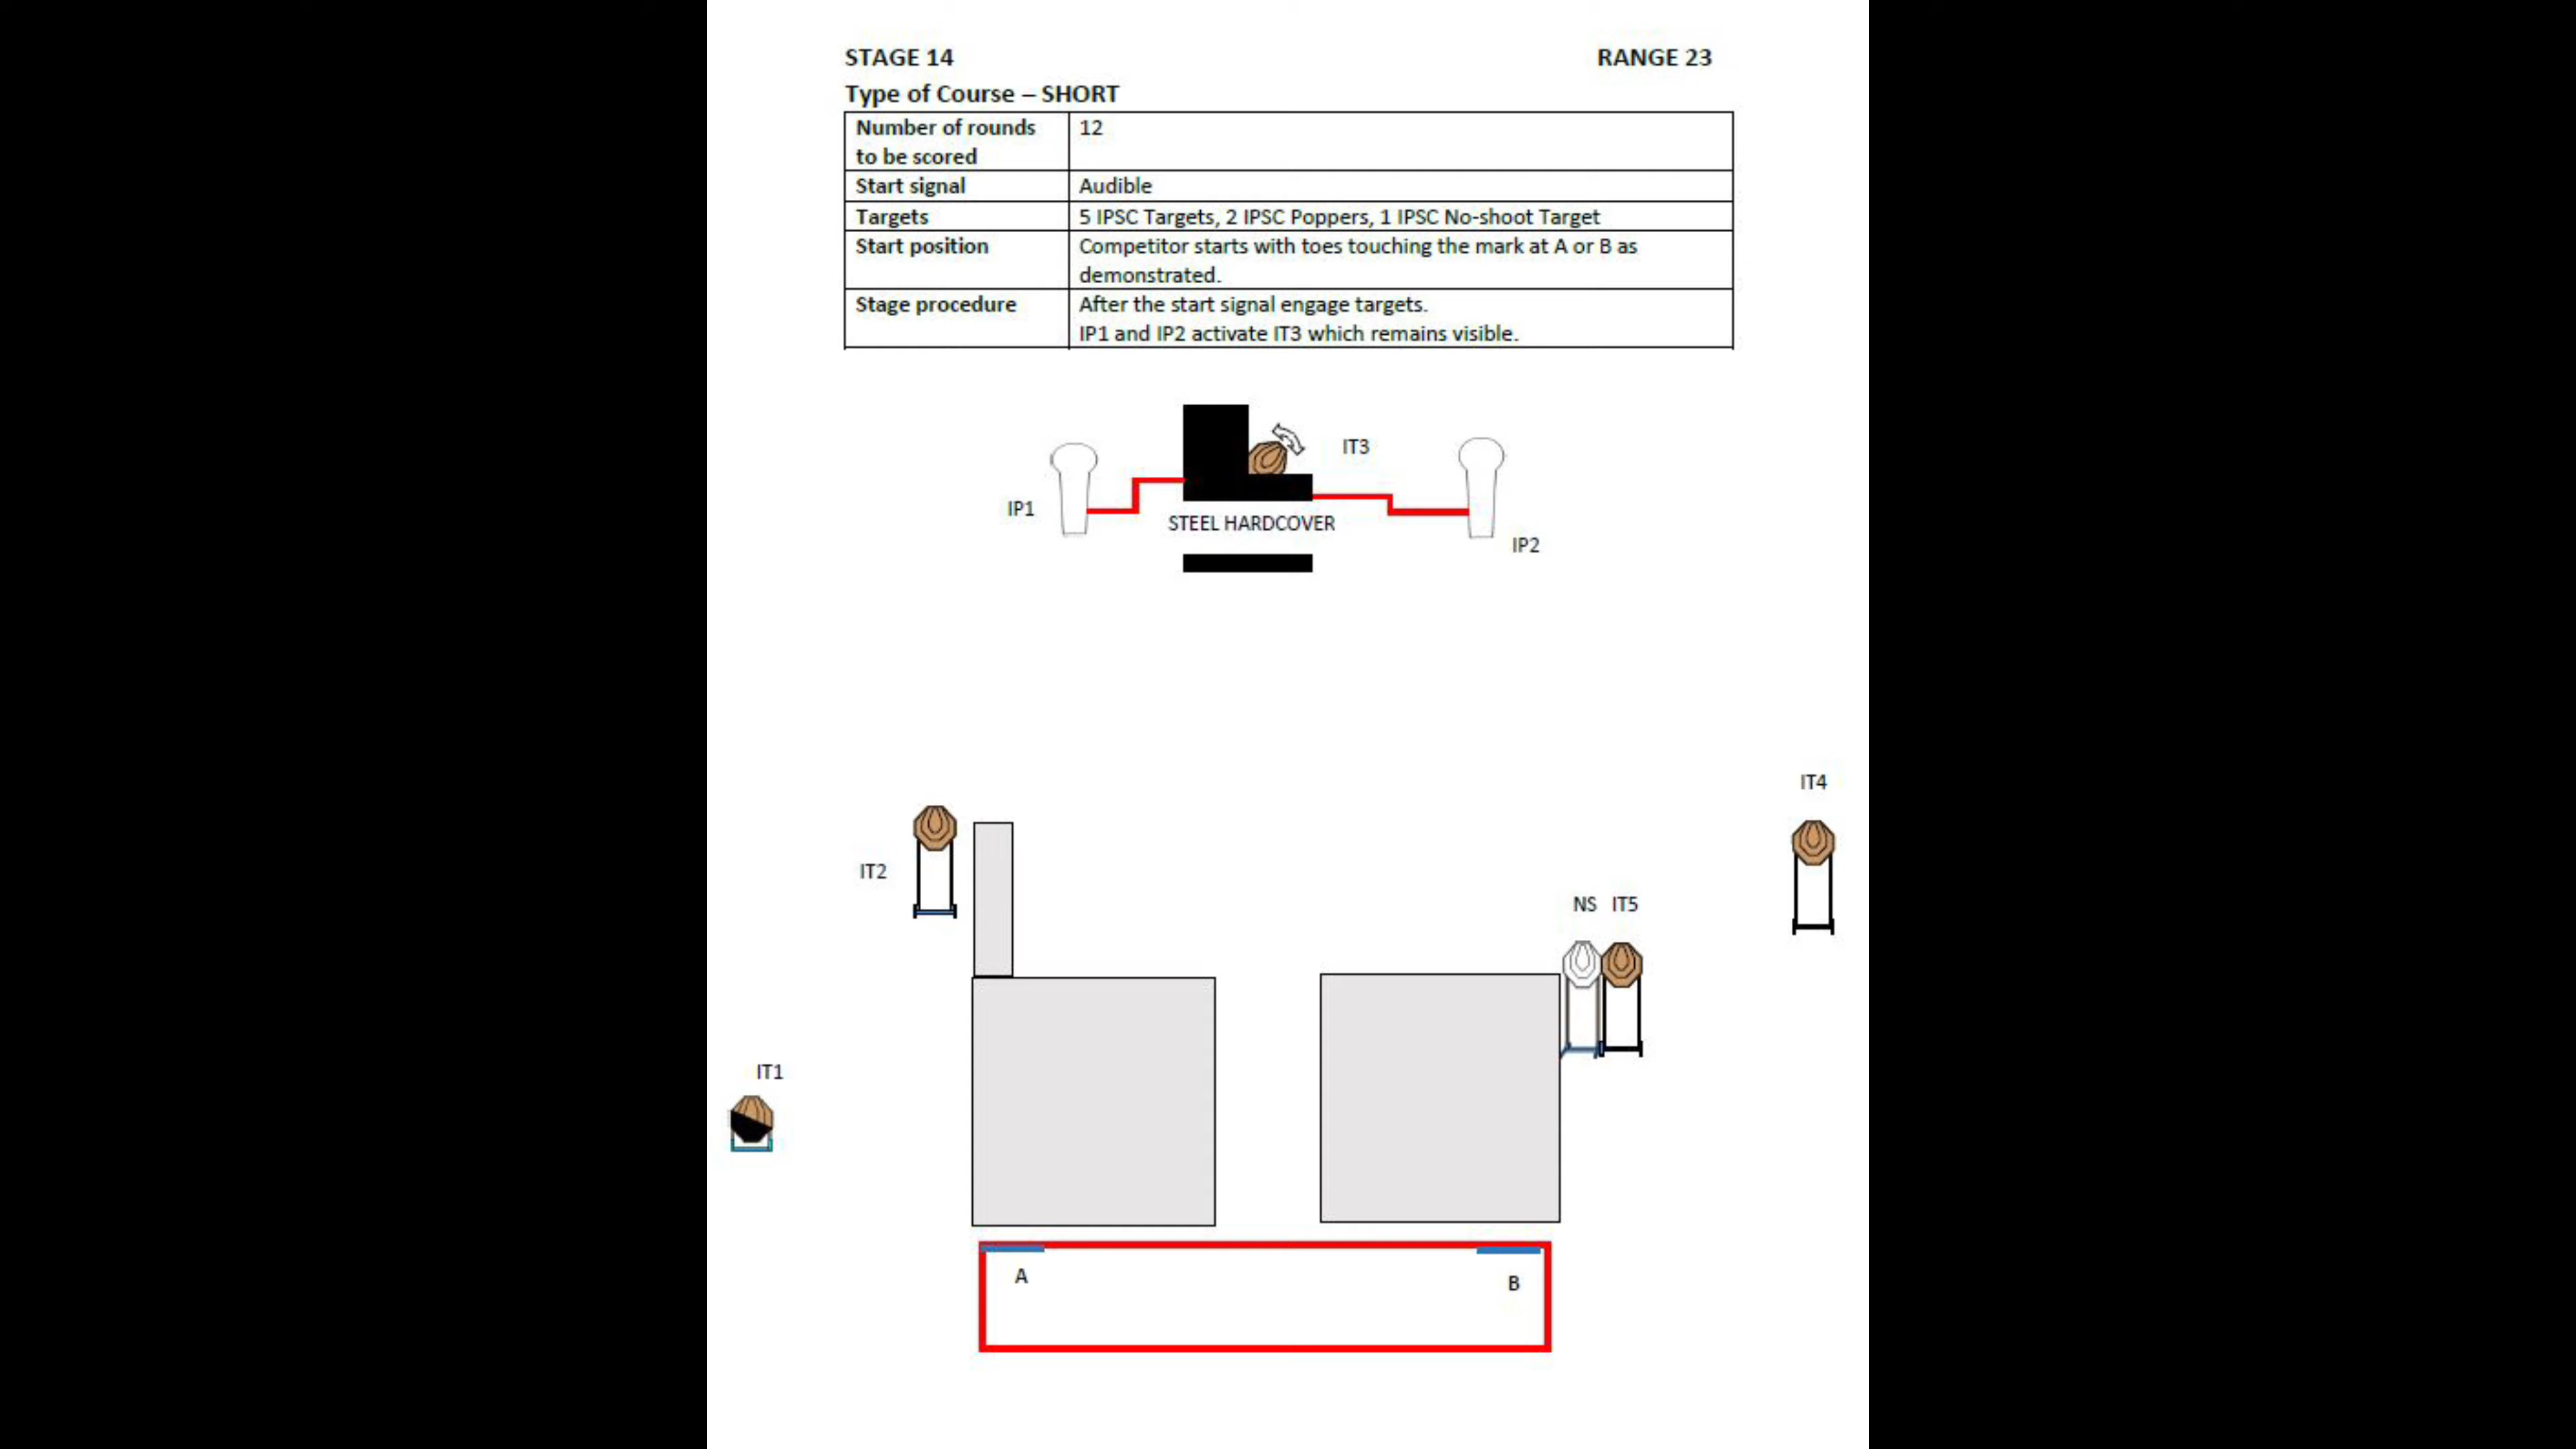 STAGE 14 RANGE 23
Type of Course – SHORT
Number of rounds to be scored 12
Start signal Audible
Targets 5 IPSC Targets, 2 IPSC Poppers, 1 IPSC No-shoot Target
Start position Competitor starts with toes touching the mark at A or B as
demonstrated.
Stage procedure After the start signal engage targets.
IP1 and IP2 activate IT3 which remains visible.
IT3
IP1
STEEL HARDCOVER
IP2
IT4
IT2
NS IT5
IT1
A
B